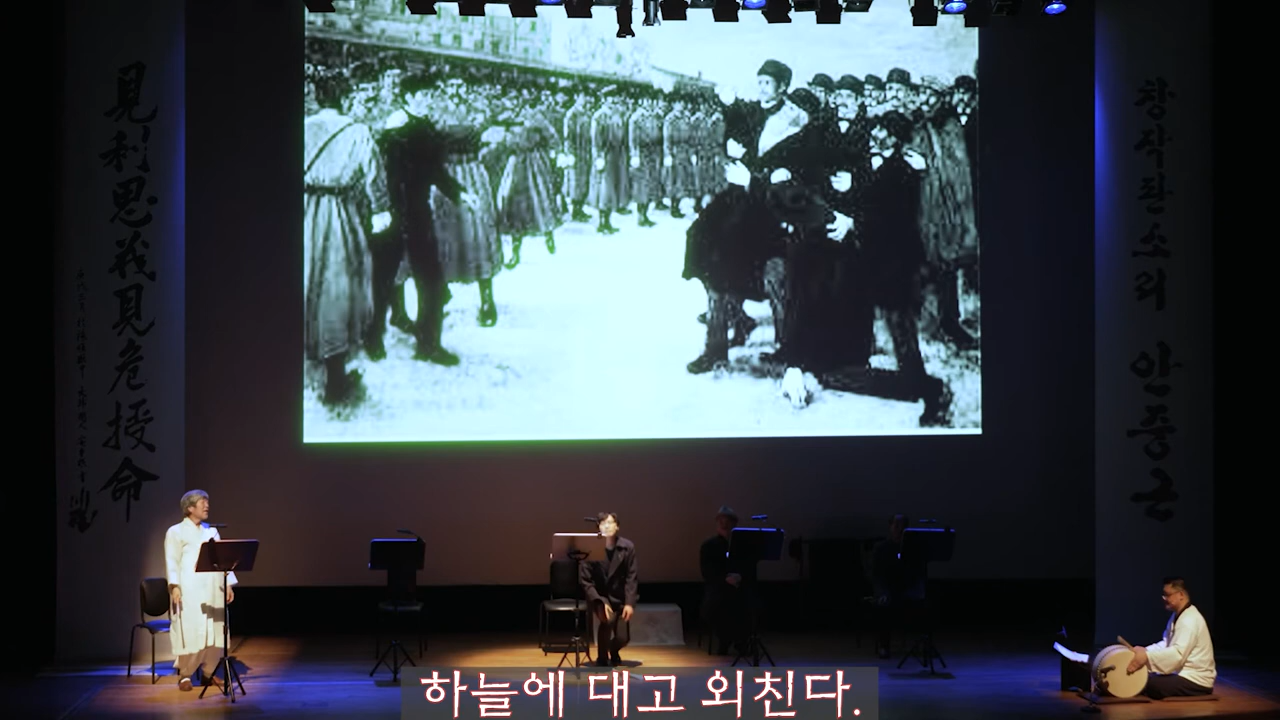 見利思義見危授命
창작판소리 안중근
하늘에 대고 외친다.